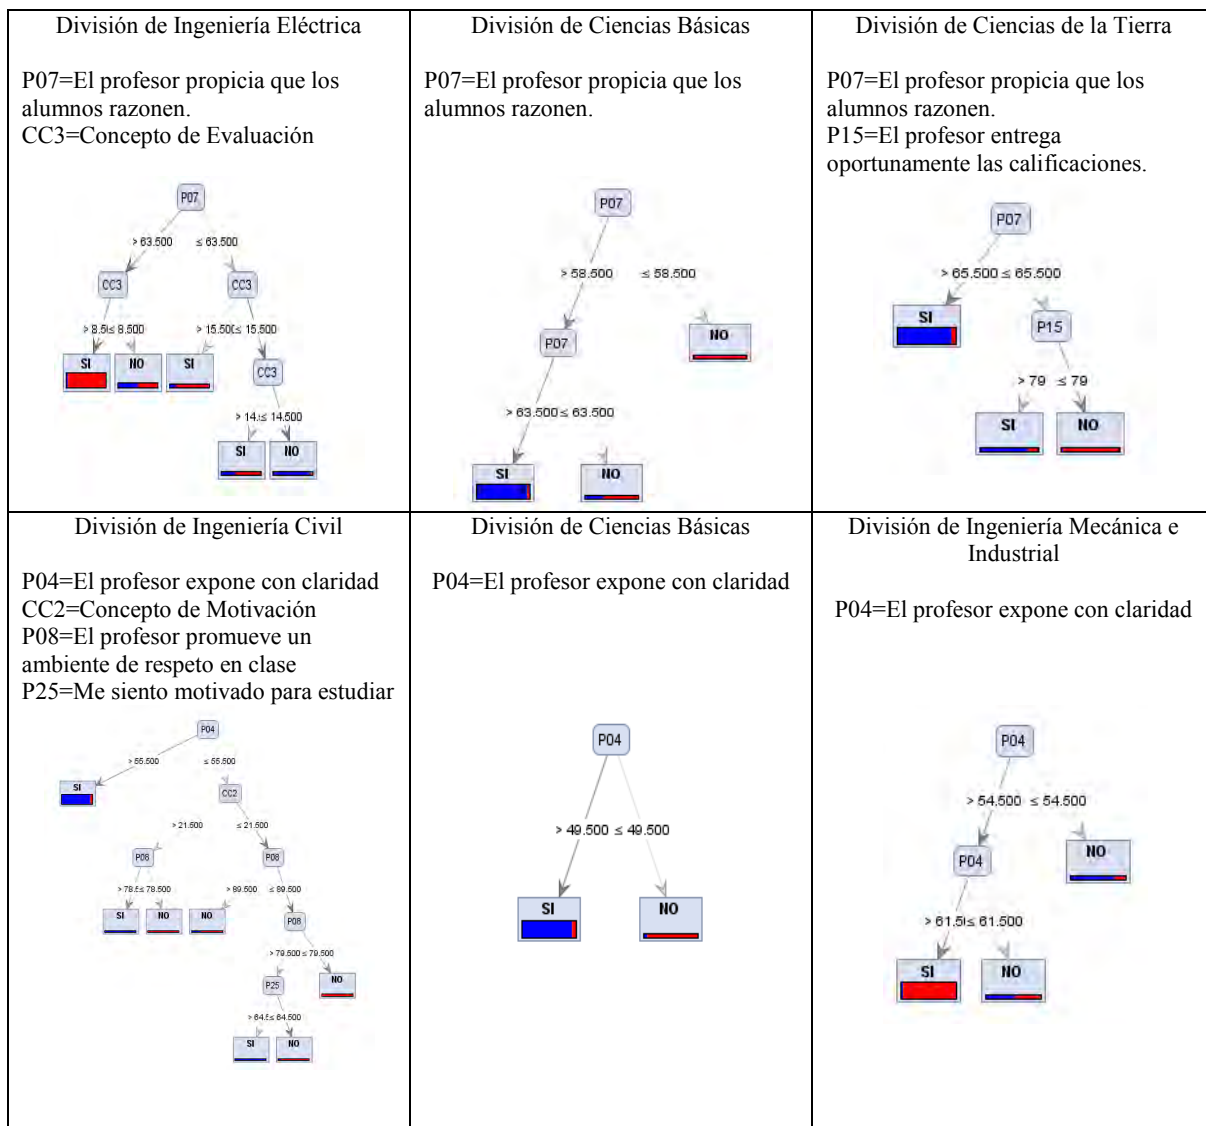 División de Ingeniería Eléctrica
P07=El profesor propicia que los
alumnos razonen.
CC3=Concepto de Evaluación
P07
> 63.500 ≤ 63.500
CC3 CC3
> 8.5 ≤ 8.500 > 15.500 ≤ 15.500
SI NO SI CC3
> 14. ≤ 14.500
SI NO
División de Ciencias Básicas
P07=El profesor propicia que los
alumnos razonen.
P07
> 58.500 ≤ 58.500
P07 NO
> 63.500 ≤ 63.500
SI NO
División de Ciencias de la Tierra
P07=El profesor propicia que los
alumnos razonen.
P15=El profesor entrega
oportunamente las calificaciones.
P07
> 65.500 ≤ 65.500
SI P15
> 79 ≤ 79
SI NO
División de Ingeniería Civil
P04=El profesor expone con claridad
CC2=Concepto de Motivación
P08=El profesor promueve un
ambiente de respeto en clase
P25=Me siento motivado para estudiar
P04
> 55.500 ≤ 55.500
SI CC2
> 21.500 ≤ 21.500
P08 P08
> 78.5 ≤ 78.500 > 89.500 ≤ 89.500
SI NO NO P08
> 79.500 ≤ 79.500
P25 NO
> 64.5 ≤ 64.500
SI NO
División de Ciencias Básicas
P04=El profesor expone con claridad
P04
> 49.500 ≤ 49.500
SI NO
División de Ingeniería Mecánica e
Industrial
P04=El profesor expone con claridad
P04
> 54.500 ≤ 54.500
P04 NO
> 61.5 ≤ 61.500
SI NO